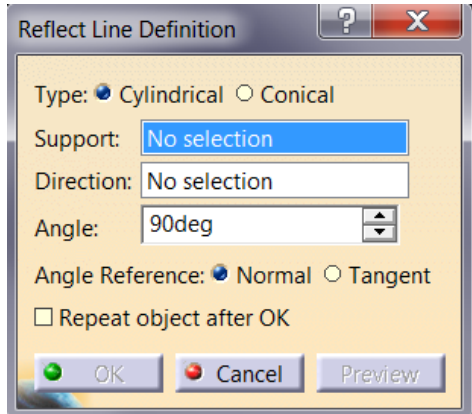 Reflect Line Definition ? X
Type: Cylindrical Conical
Support: No selection
Direction: No selection
Angle: 90deg
Angle Reference: Normal Tangent
Repeat object after OK
OK Cancel Preview